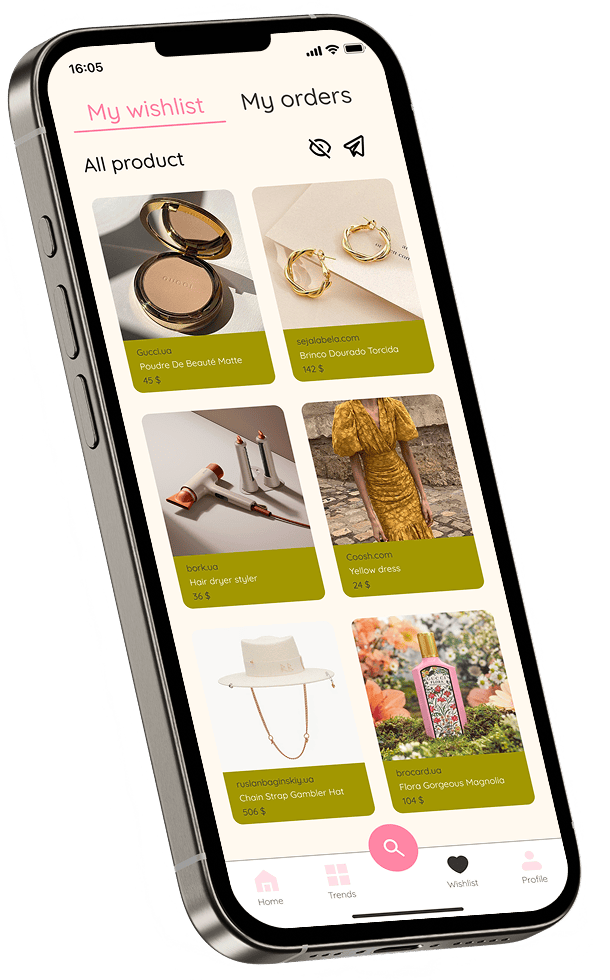 16:05
My wishlist
My orders
All product
GUCCI
Gucci.ua
Poudre De Beauté Matte
45 $
sejalabela.com
Brinco Dourado Torcida
142 $
bork.ua
Hair dryer styler
36 $
Coosh.com
Yellow dress
24 $
ruslanbaginskiy.ua
Chain Strap Gambler Hat
506 $
brocard.ua
Flora Gorgeous Magnolia
104 $
Home
Trends
Wishlist
Profile